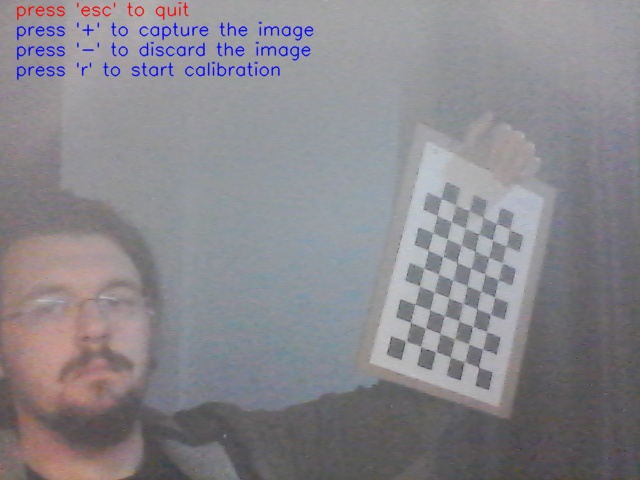 press 'esc' to quit
press '+' to capture the image
press '-' to discard the image
press 'r' to start calibration